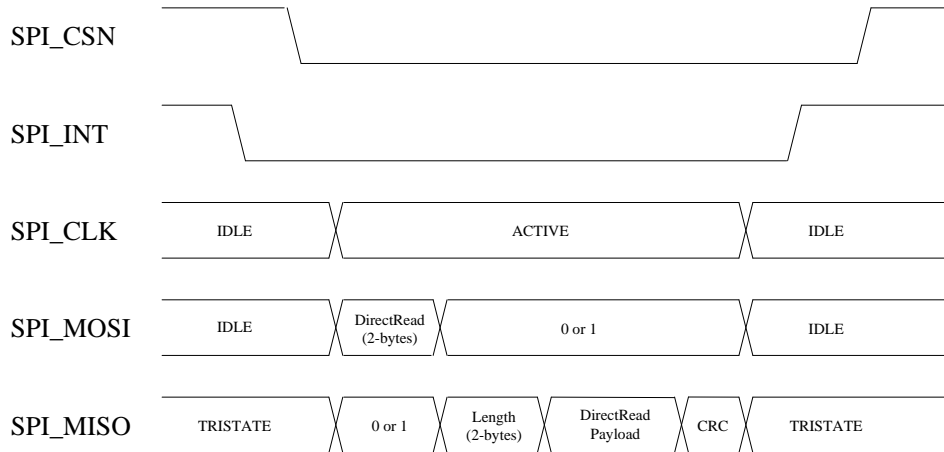 SPI_CSN
SPI_INT
SPI_CLK
IDLE
ACTIVE
IDLE
SPI_MOSI
IDLE
DirectRead
(2-bytes)
0 or 1
IDLE
SPI_MISO
TRISTATE
0 or 1
Length
(2-bytes)
DirectRead
Payload
CRC
TRISTATE